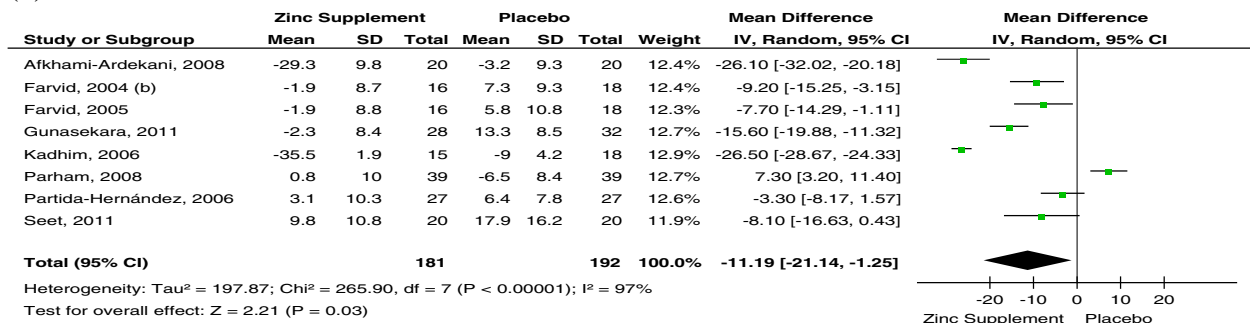 Zinc Supplement Placebo Mean Difference Mean Difference
Study or Subgroup Mean SD Total Mean SD Total Weight IV, Random, 95% CI IV, Random, 95% CI
Afkhami-Ardekani, 2008 -29.3 9.8 20 -3.2 9.3 20 12.4% -26.10 [-32.02, -20.18]
Farvid, 2004 (b) -1.9 8.7 16 7.3 9.3 18 12.4% -9.20 [-15.25, -3.15]
Farvid, 2005 -1.9 8.8 16 5.8 10.8 18 12.3% -7.70 [-14.29, -1.11]
Gunasekara, 2011 -2.3 8.4 28 13.3 8.5 32 12.7% -15.60 [-19.88, -11.32]
Kadhim, 2006 -35.5 1.9 15 -9 4.2 18 12.9% -26.50 [-28.67, -24.33]
Parham, 2008 0.8 10 39 -6.5 8.4 39 12.7% 7.30 [3.20, 11.40]
Partida-Hernández, 2006 3.1 10.3 27 6.4 7.8 27 12.6% -3.30 [-8.17, 1.57]
Seet, 2011 9.8 10.8 20 17.9 16.2 20 11.9% -8.10 [-16.63, 0.43]
Total (95% CI) 181 192 100.0% -11.19 [-21.14, -1.25]
Heterogeneity: Tau² = 197.87; Chi² = 265.90, df = 7 (P < 0.00001); I² = 97%
Test for overall effect: Z = 2.21 (P = 0.03)
-20 -10 0 10 20
Zinc Supplement Placebo